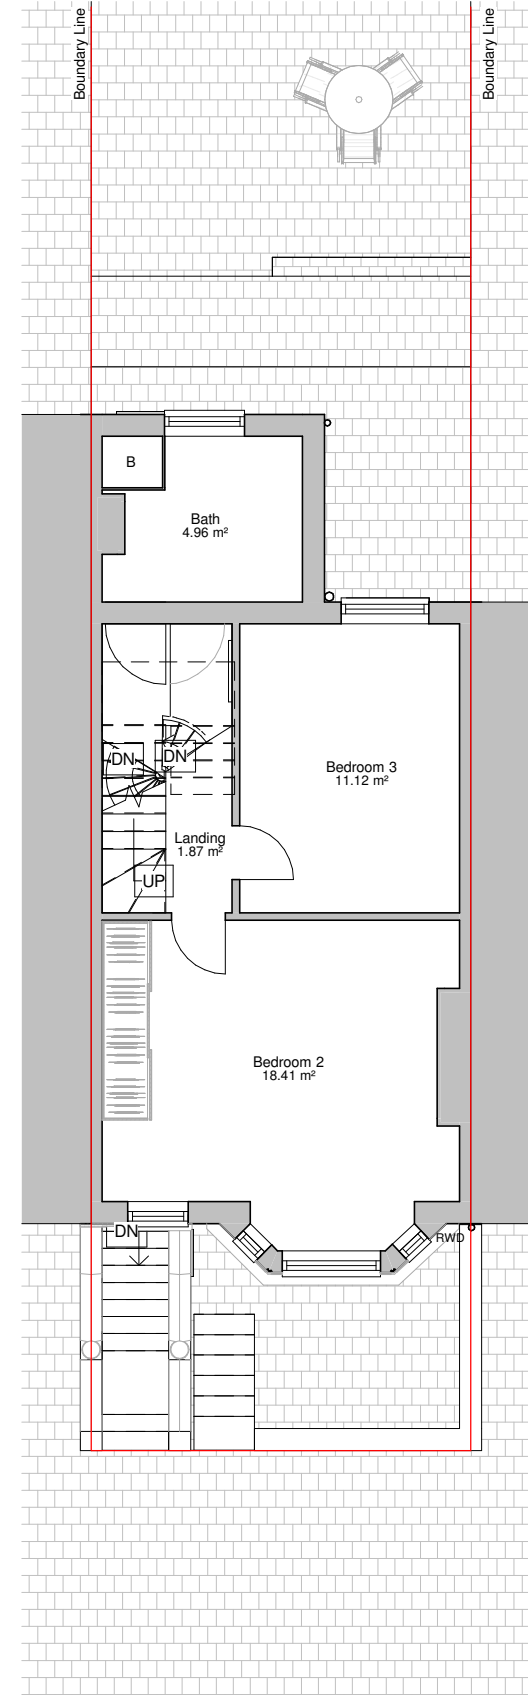 Boundary Line
Boundary Line
B
Bath
4.96 m²
Bedroom 3
11.12 m²
DN
DN
Landing
1.87 m²
UP
Bedroom 2
18.41 m²
DN
RWD